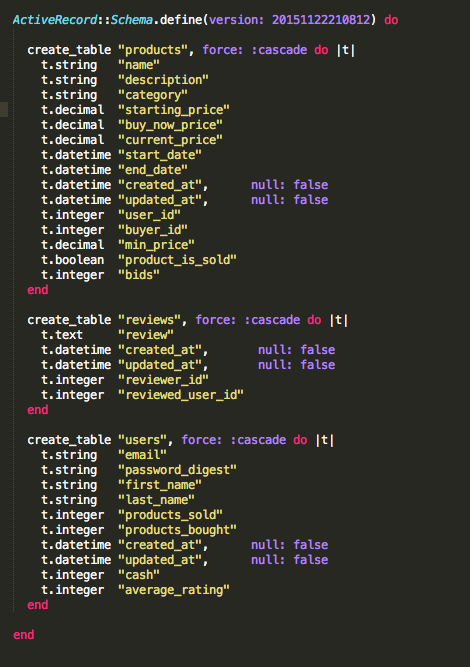 ActiveRecord::Schema.define(version: 20151122210812) do
create_table "products", force: :cascade do |t|
t.string "name"
t.string "description"
t.string "category"
t.decimal "starting_price"
t.decimal "buy_now_price"
t.decimal "current_price"
t.datetime "start_date"
t.datetime "end_date"
t.datetime "created_at", null: false
t.datetime "updated_at", null: false
t.integer "user_id"
t.integer "buyer_id"
t.decimal "min_price"
t.boolean "product_is_sold"
t.integer "bids"
end
create_table "reviews", force: :cascade do |t|
t.text "review"
t.datetime "created_at", null: false
t.datetime "updated_at", null: false
t.integer "reviewer_id"
t.integer "reviewed_user_id"
end
create_table "users", force: :cascade do |t|
t.string "email"
t.string "password_digest"
t.string "first_name"
t.string "last_name"
t.integer "products_sold"
t.integer "products_bought"
t.datetime "created_at", null: false
t.datetime "updated_at", null: false
t.integer "cash"
t.integer "average_rating"
end
end